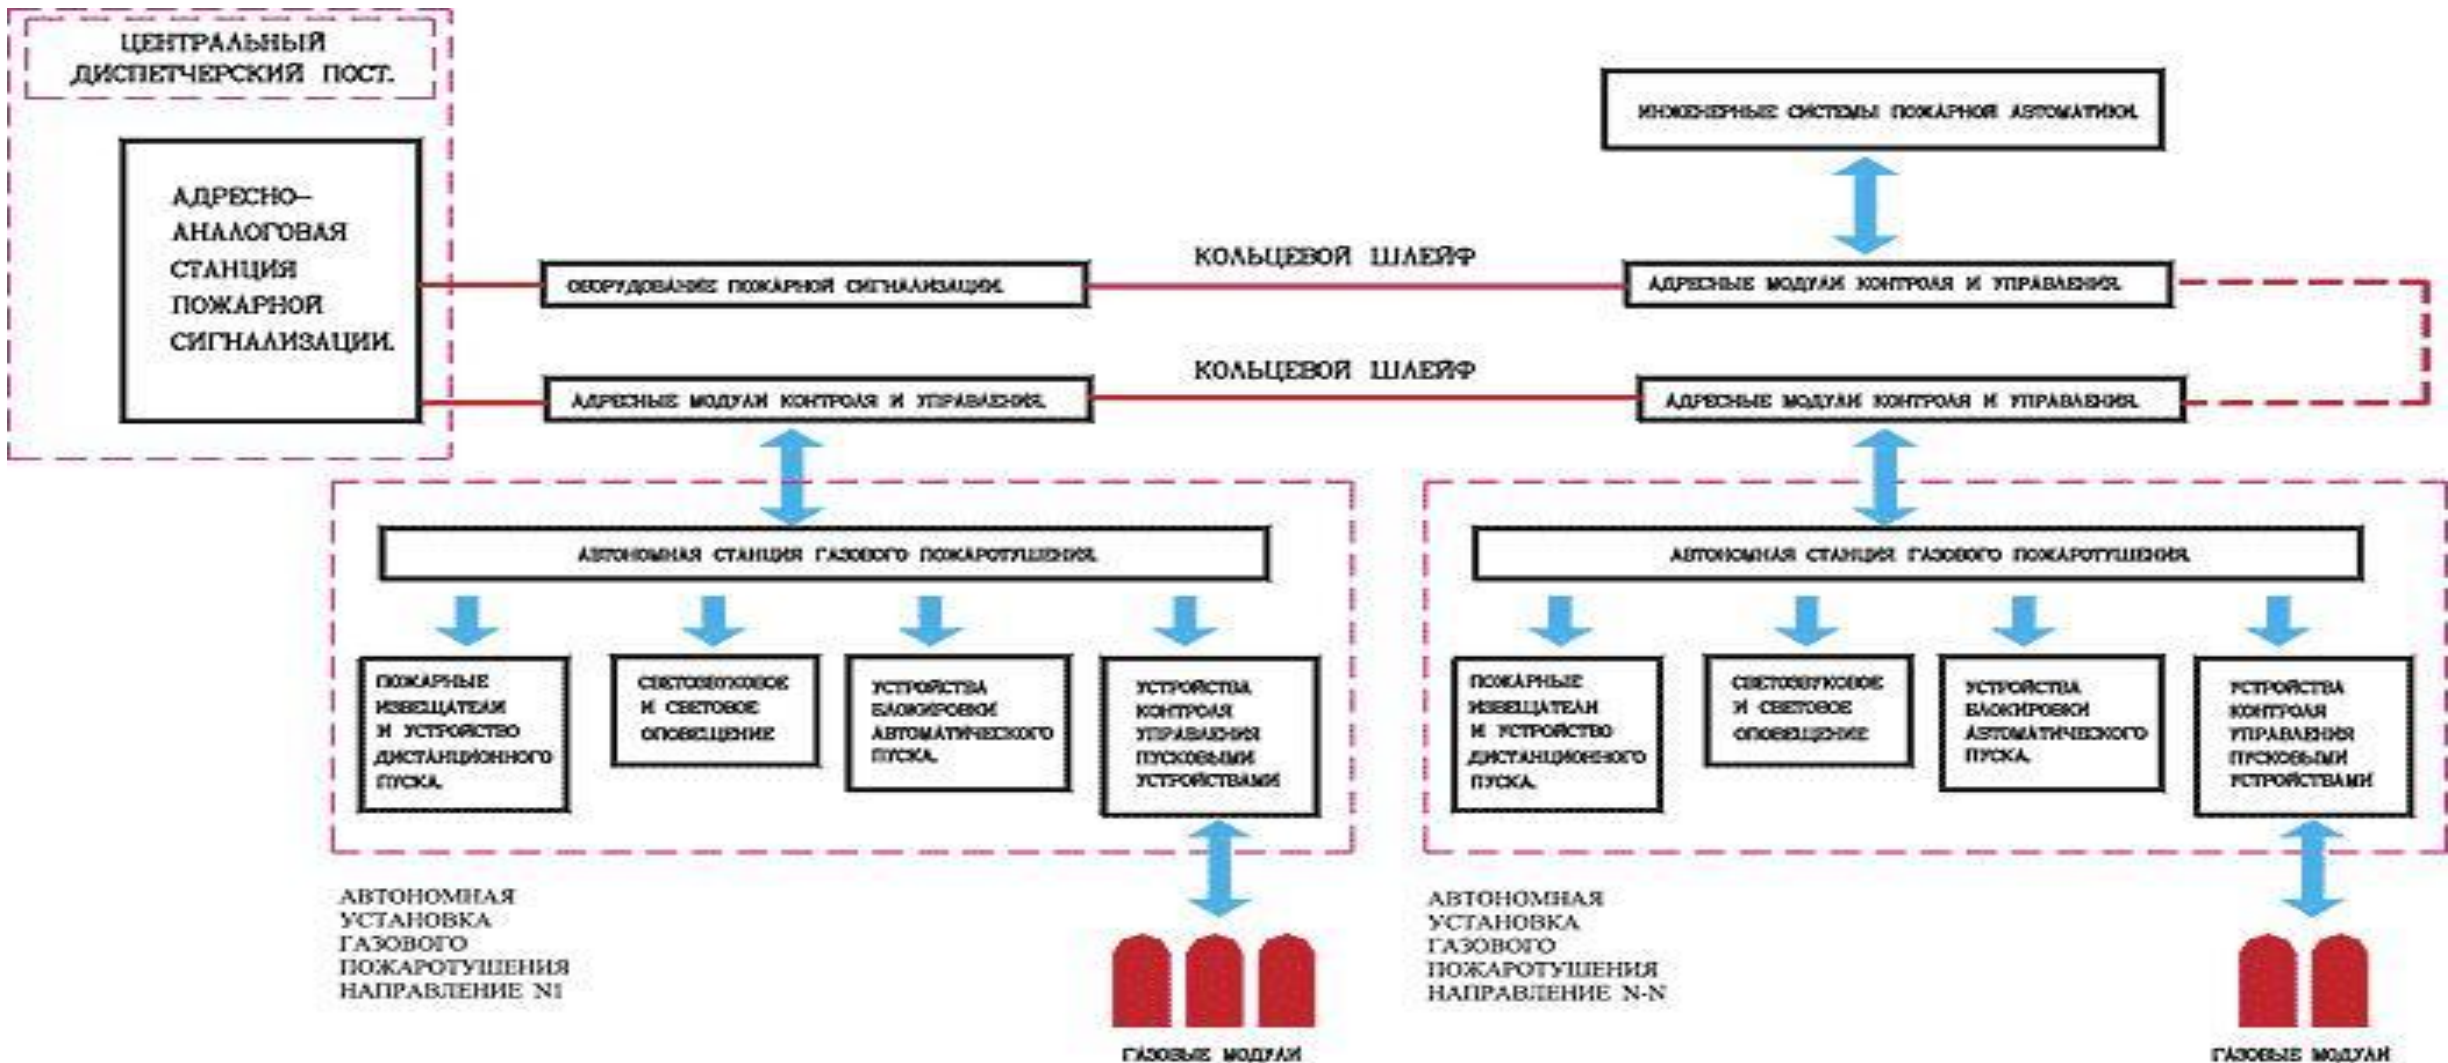 ЦЕНТРАЛЬНЫЙ
ДИСПЕТЧЕРСКИЙ ПОСТ.
АДРЕСНО–
АНАЛОГОВАЯ
СТАНЦИЯ
ПОЖАРНОЙ
СИГНАЛИЗАЦИИ.
ИНЖЕНЕРНЫЕ СИСТЕМЫ ПОЖАРНОЙ АВТОМАТИКИ.
ОБОРУДОВАНИЕ ПОЖАРНОЙ СИГНАЛИЗАЦИИ.
КОЛЬЦЕВОЙ ШЛЕЙФ
АДРЕСНЫЕ МОДУЛИ КОНТРОЛЯ И УПРАВЛЕНИЯ.
АДРЕСНЫЕ МОДУЛИ КОНТРОЛЯ И УПРАВЛЕНИЯ.
КОЛЬЦЕВОЙ ШЛЕЙФ
АДРЕСНЫЕ МОДУЛИ КОНТРОЛЯ И УПРАВЛЕНИЯ.
АВТОНОМНАЯ СТАНЦИЯ ГАЗОВОГО ПОЖАРОТУШЕНИЯ.
ПОЖАРНЫЕ
ИЗВЕЩАТЕЛИ
И УСТРОЙСТВО
ДИСТАНЦИОННОГО
ПУСКА.
СВЕТОЗВУКОВОЕ
И СВЕТОВОЕ
ОПОВЕЩЕНИЕ
УСТРОЙСТВА
БЛОКИРОВКИ
АВТОМАТИЧЕСКОГО
ПУСКА.
УСТРОЙСТВА
КОНТРОЛЯ
УПРАВЛЕНИЯ
ПУСКОВЫМИ
УСТРОЙСТВАМИ
АВТОНОМНАЯ
УСТАНОВКА
ГАЗОВОГО
ПОЖАРОТУШЕНИЯ
НАПРАВЛЕНИЕ N1
ГАЗОВЫЕ МОДУЛИ
АВТОНОМНАЯ СТАНЦИЯ ГАЗОВОГО ПОЖАРОТУШЕНИЯ.
ПОЖАРНЫЕ
ИЗВЕЩАТЕЛИ
И УСТРОЙСТВО
ДИСТАНЦИОННОГО
ПУСКА.
СВЕТОЗВУКОВОЕ
И СВЕТОВОЕ
ОПОВЕЩЕНИЕ
УСТРОЙСТВА
БЛОКИРОВКИ
АВТОМАТИЧЕСКОГО
ПУСКА.
УСТРОЙСТВА
КОНТРОЛЯ
УПРАВЛЕНИЯ
ПУСКОВЫМИ
УСТРОЙСТВАМИ
АВТОНОМНАЯ
УСТАНОВКА
ГАЗОВОГО
ПОЖАРОТУШЕНИЯ
НАПРАВЛЕНИЕ N-N
ГАЗОВЫЕ МОДУЛИ